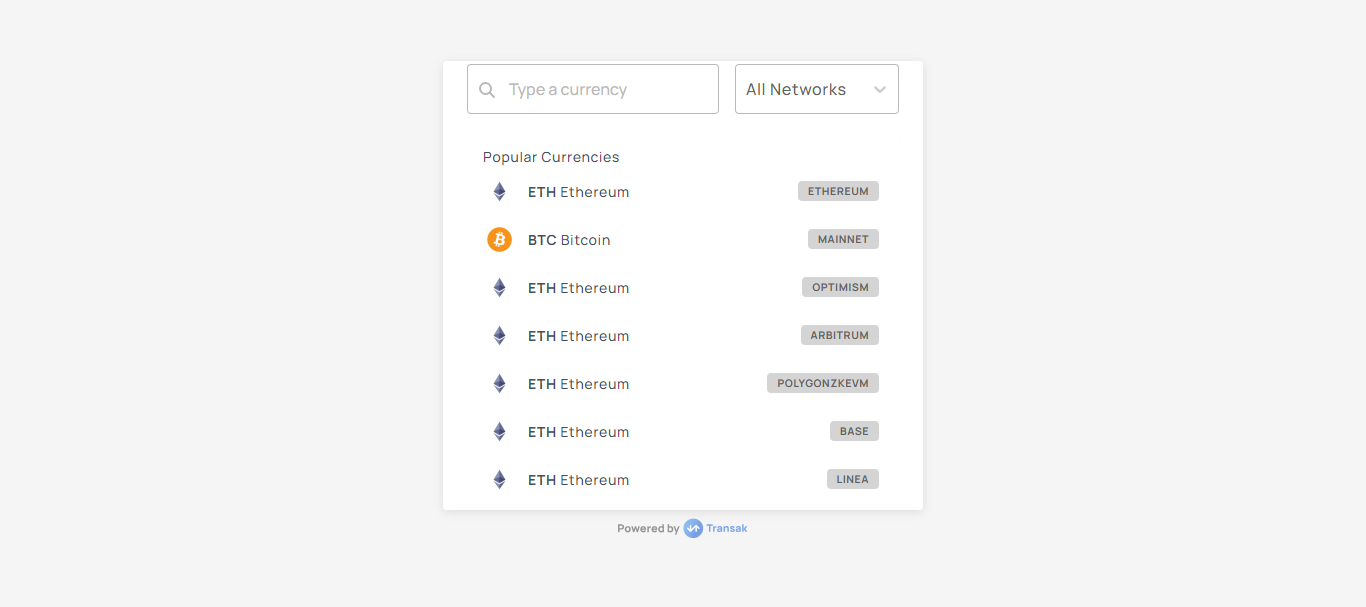 Type a currency All Networks
Popular Currencies
ETH Ethereum ETHEREUM
BTC Bitcoin MAINNET
ETH Ethereum OPTIMISM
ETH Ethereum ARBITRUM
ETH Ethereum POLYGONZKEVM
ETH Ethereum BASE
ETH Ethereum LINEA
Powered by Transak